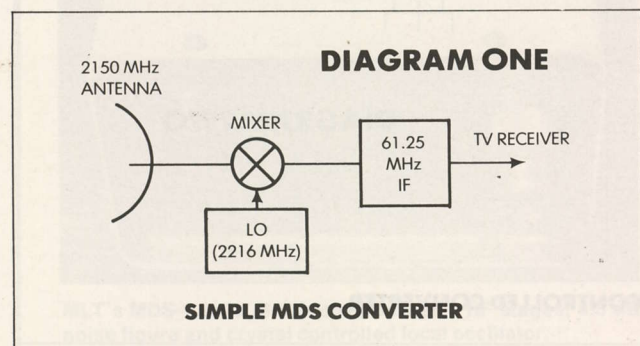 DIAGRAM ONE
2150 MHz
ANTENNA
MIXER
61.25
MHz
IF
TV RECEIVER
LO
(2216 MHz)
SIMPLE MDS CONVERTER